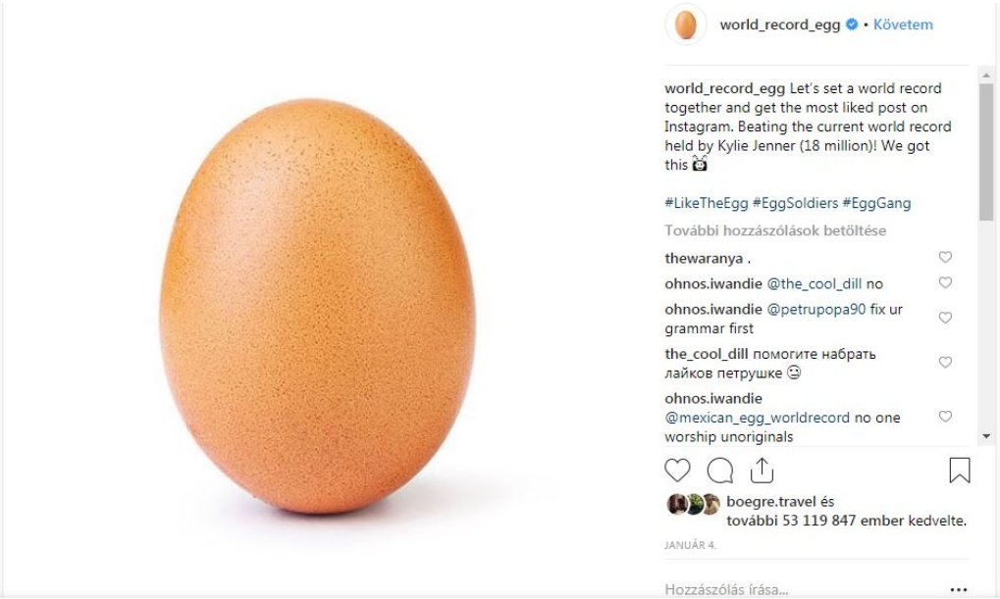 world_record_egg • Követem
world_record_egg Let's set a world record
together and get the most liked post on
Instagram. Beating the current world record
held by Kylie Jenner (18 million)! We got
this
#LikeTheEgg #EggSoldiers #EggGang
További hozzászólások betöltése
thewaranya .
ohnos.iwandie @the_cool_dill no
ohnos.iwandie @petrupopa90 fix ur
grammar first
the_cool_dill помогите набрать
лайков петрушке
ohnos.iwandie
@mexican_egg_worldrecord no one
worship unoriginals
boegre.travel és
további 53 119 847 ember kedvelte.
JANUÁR 4.
Hozzászólás írása...